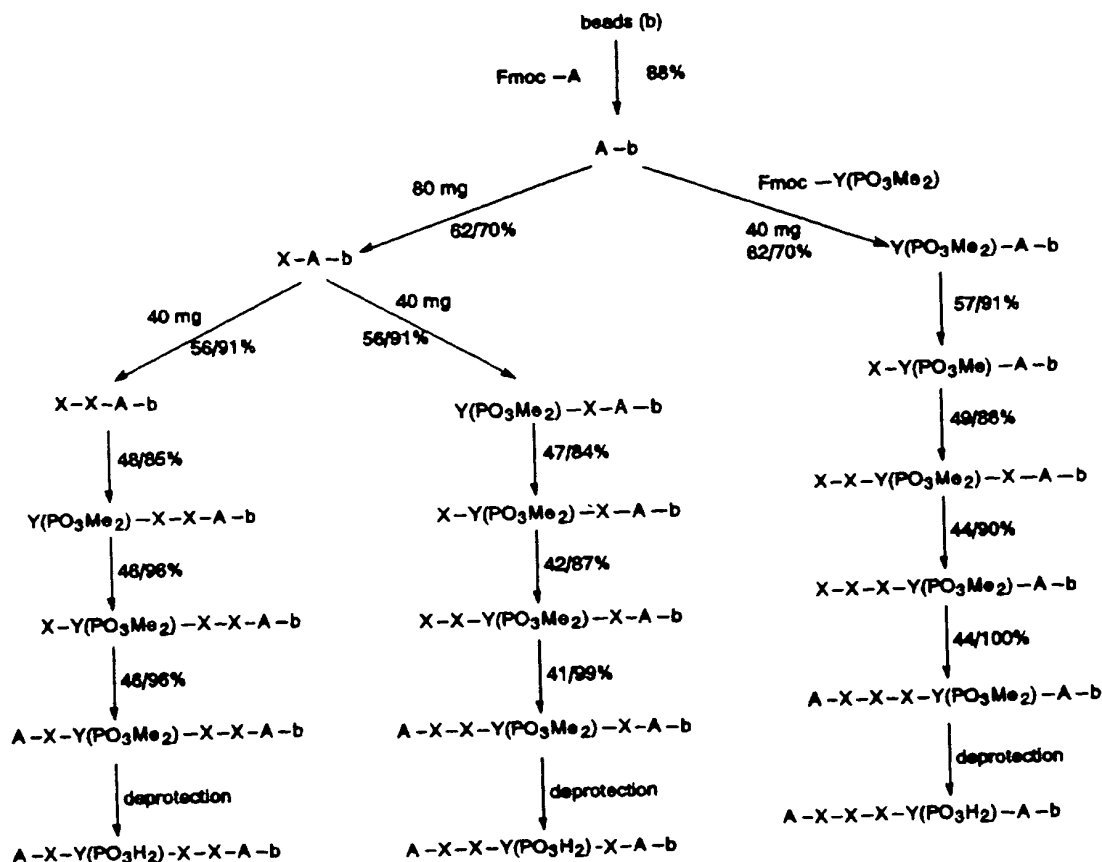 beads (b)
Fmoc –A 88%
A –b
80 mg
62/70%
Fmoc –Y(PO3Me2)
40 mg
62/70%
X–A–b
Y(PO3Me2)–A–b
40 mg
56/91%
40 mg
56/91%
57/91%
X–X–A–b
Y(PO3Me2)–X–A–b
X–Y(PO3Me)–A–b
48/85%
47/84%
49/86%
Y(PO3Me2)–X–X–A–b
X–Y(PO3Me2)–X–A–b
X–X–Y(PO3Me2)–X–A–b
46/96%
42/87%
44/90%
X–Y(PO3Me2)–X–X–A–b
X–X–Y(PO3Me2)–X–A–b
X–X–X–Y(PO3Me2)–A–b
46/96%
41/99%
44/100%
A–X–Y(PO3Me2)–X–X–A–b
A–X–X–Y(PO3Me2)–X–A–b
A–X–X–X–Y(PO3Me2)–A–b
deprotection
deprotection
deprotection
A–X–Y(PO3H2)–X–X–A–b
A–X–X–Y(PO3H2)–X–A–b
A–X–X–X–Y(PO3H2)–A–b